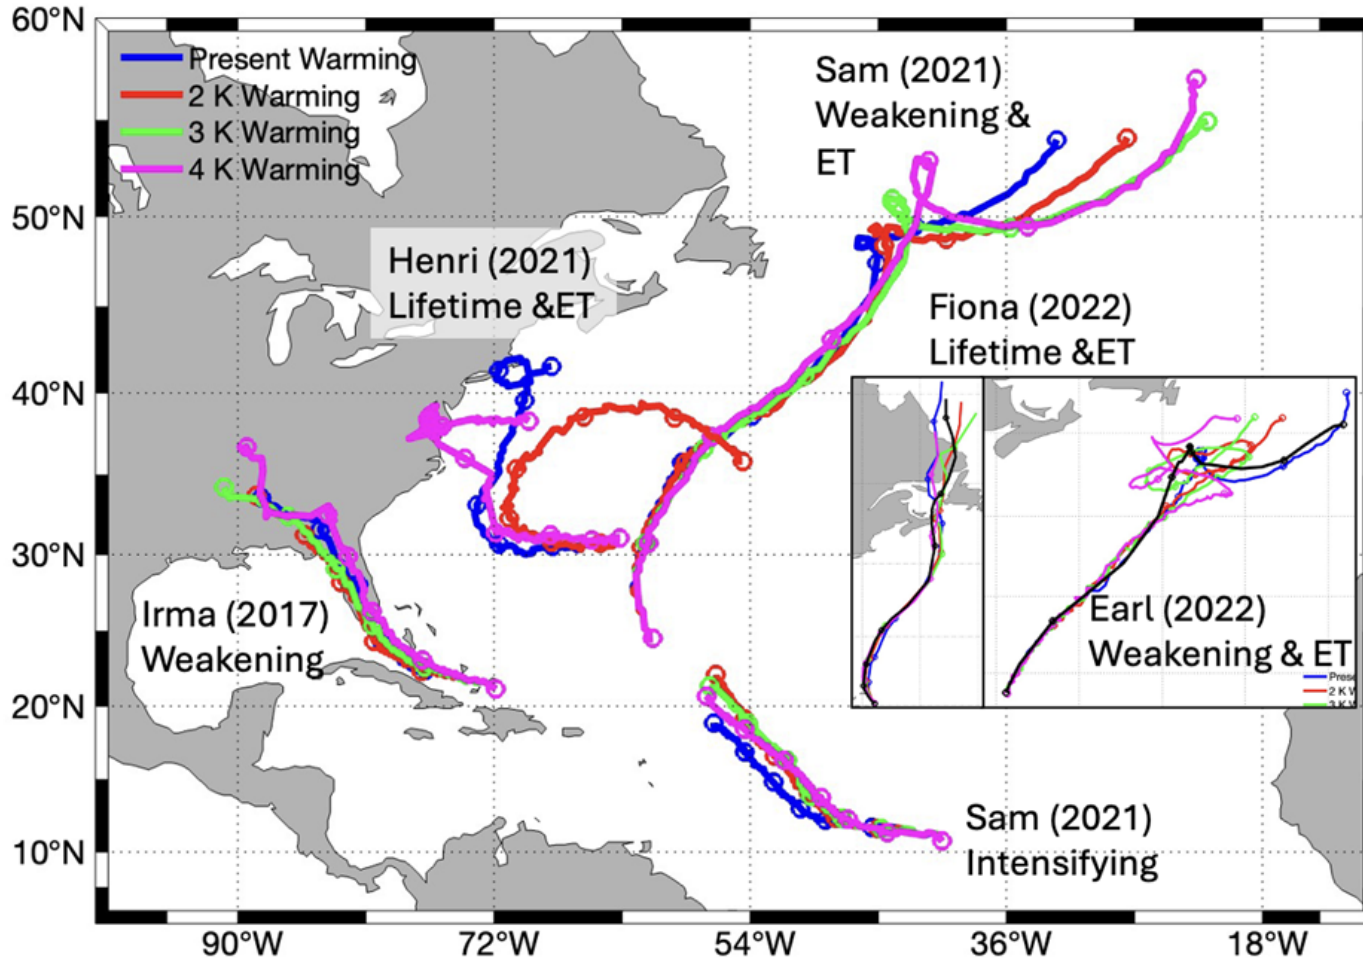 60°N
Present Warming
2 K Warming
3 K Warming
4 K Warming
Sam (2021)
Weakening &
ET
50°N
Henri (2021)
Lifetime &ET
Fiona (2022)
Lifetime &ET
40°N
30°N
Irma (2017)
Weakening
Earl (2022)
Weakening & ET
2 K W
3 K W
20°N
Sam (2021)
Intensifying
10°N
90°W
72°W
54°W
36°W
18°W